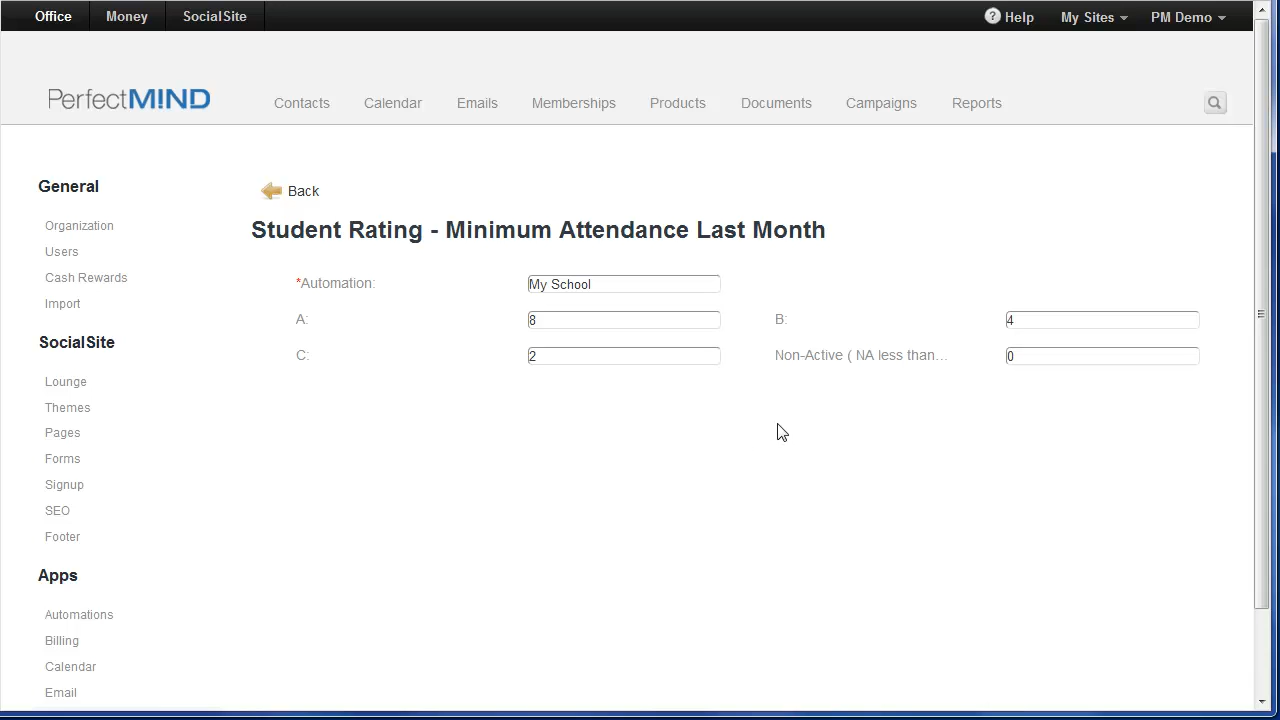 Office Money SocialSite Help My Sites PM Demo
PerfectMIND Contacts Calendar Emails Memberships Products Documents Campaigns Reports
General
Organization
Users
Cash Rewards
Import
SocialSite
Lounge
Themes
Pages
Forms
Signup
SEO
Footer
Apps
Automations
Billing
Calendar
Email
Back
Student Rating - Minimum Attendance Last Month
*Automation: My School
A: 8 B: 4
C: 2 Non-Active ( NA less than... 0